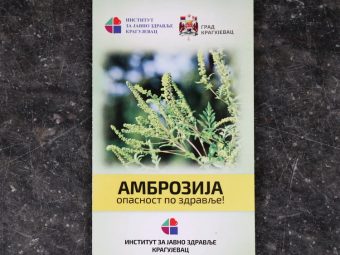 ИНСТИТУТ
ЗА ЈАВНО ЗДРАВЉЕ
КРАГУЈЕВАЦ
ГРАД
КРАГУЈЕВАЦ
АМБРОЗИЈА
опасност по здравље!
ИНСТИТУТ ЗА ЈАВНО ЗДРАВЉЕ
КРАГУЈЕВАЦ